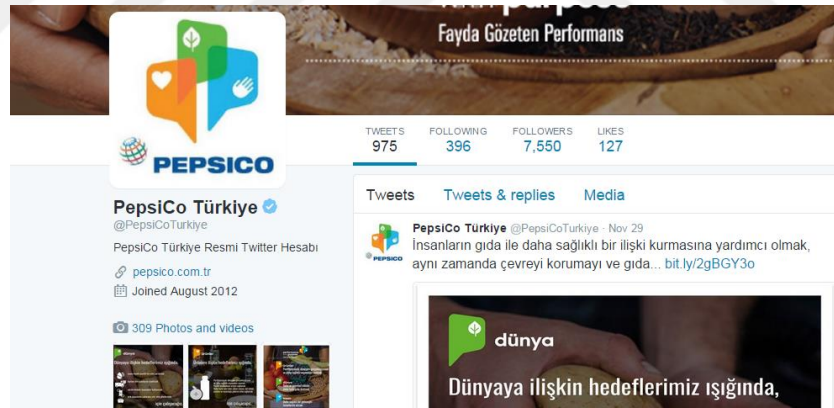 Fayda Gözeten Performans
TWEETS FOLLOWING FOLLOWERS LIKES
975 396 7,550 127
PEPSICO
PepsiCo Türkiye
@PepsiCoTurkiye
PepsiCo Türkiye Resmi Twitter Hesabı
pepsico.com.tr
Joined August 2012
309 Photos and videos
Tweets Tweets & replies Media
PepsiCo Türkiye @PepsiCoTurkiye · Nov 29
İnsanların gıda ile daha sağlıklı bir ilişki kurmasına yardımcı olmak,
aynı zamanda çevreyi korumayı ve gıda... bit.ly/2gBGY3o
PEPSICO
dünya
Dünyaya ilişkin hedeflerimiz ışığında,